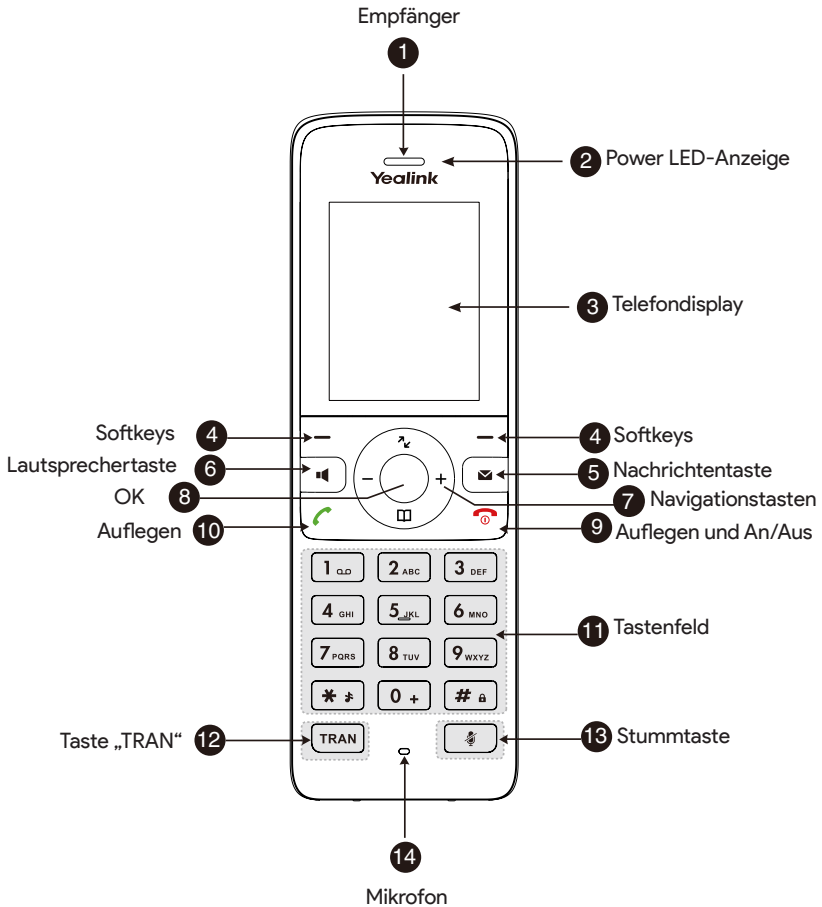 Empfänger
1
2 Power LED-Anzeige
Yealink
3 Telefondisplay
Softkeys 4
4 Softkeys
Lautsprechertaste 6
5 Nachrichtentaste
OK 8
7 Navigationstasten
Auflegen 10
9 Auflegen und An/Aus
1 2 ABC 3 DEF
4 GHI 5 JKL 6 MNO
11 Tastenfeld
7 PQRS 8 TUV 9 WXYZ
* 0 + #
Taste „TRAN“ 12
TRAN
13 Stummtaste
14
Mikrofon